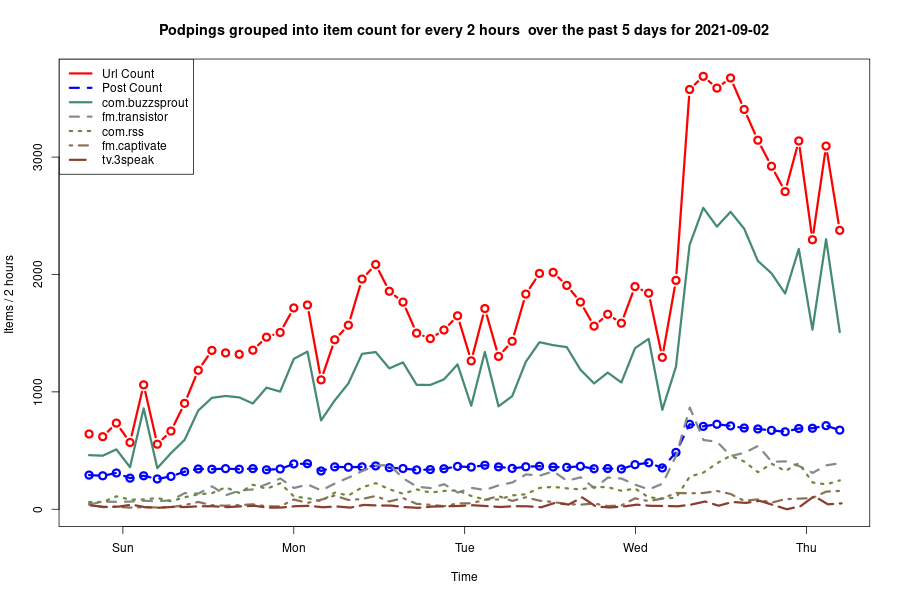 Podpings grouped into item count for every 2 hours  over the past 5 days for 2021-09-02
Url Count
Post Count
com.buzzsprout
fm.transistor
com.rss
fm.captivate
tv.3speak
Items / 2 hours
3000
2000
1000
0
Sun Mon Tue Wed Thu
Time